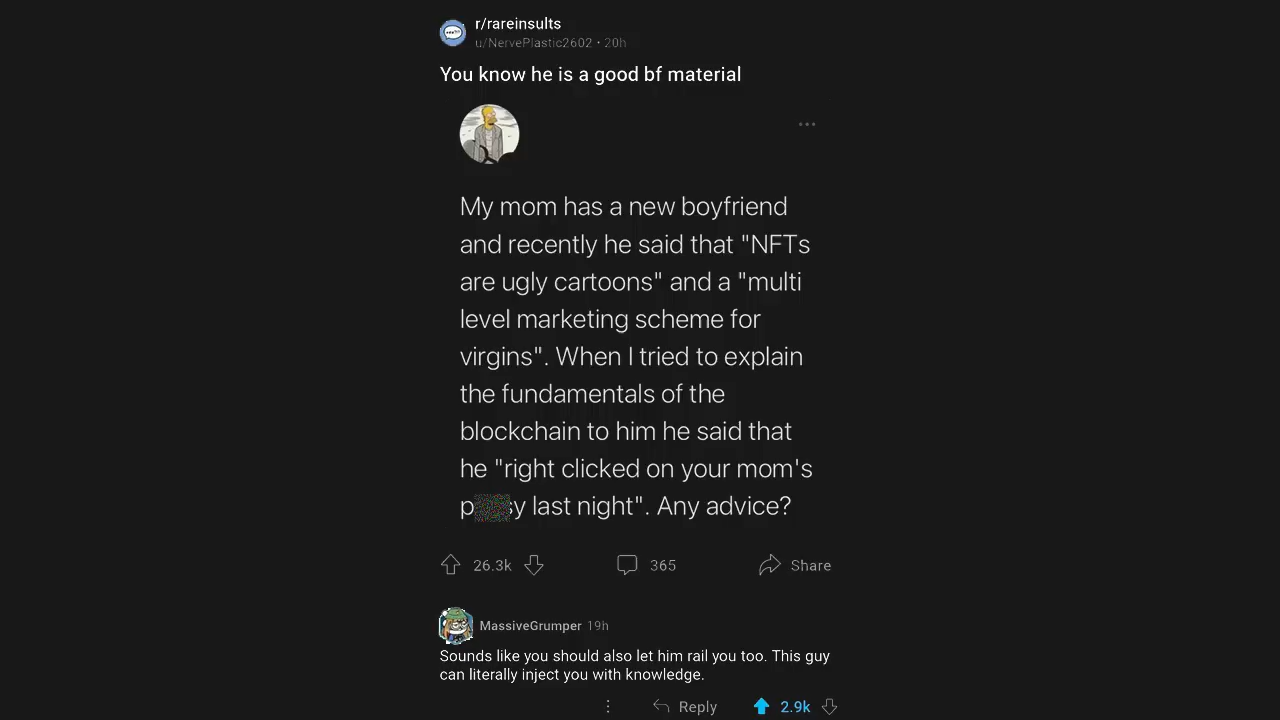 r/rareinsults
u/NervePlastic2602 • 20h
You know he is a good bf material
My mom has a new boyfriend
and recently he said that "NFTs
are ugly cartoons" and a "multi
level marketing scheme for
virgins". When I tried to explain
the fundamentals of the
blockchain to him he said that
he "right clicked on your mom's
p y last night". Any advice?
26.3k 365 Share
MassiveGrumper 19h
Sounds like you should also let him rail you too. This guy
can literally inject you with knowledge.
Reply 2.9k